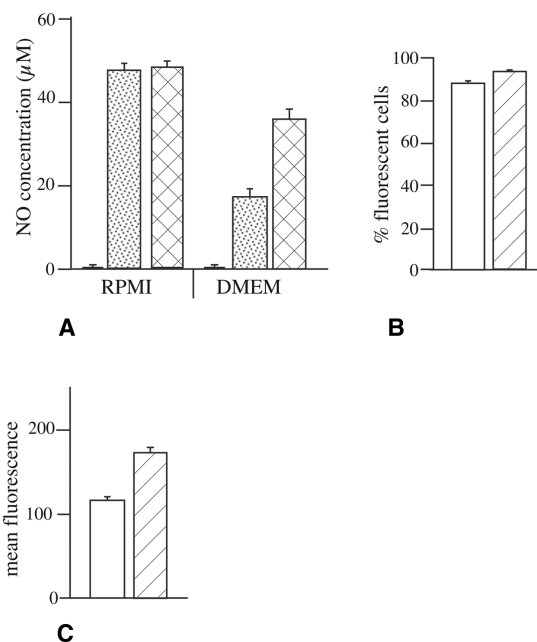 NO concentration (µM)
60
40
20
0
RPMI
DMEM
A
% fluorescent cells
100
80
60
40
20
0
B
mean fluorescence
200
100
0
C